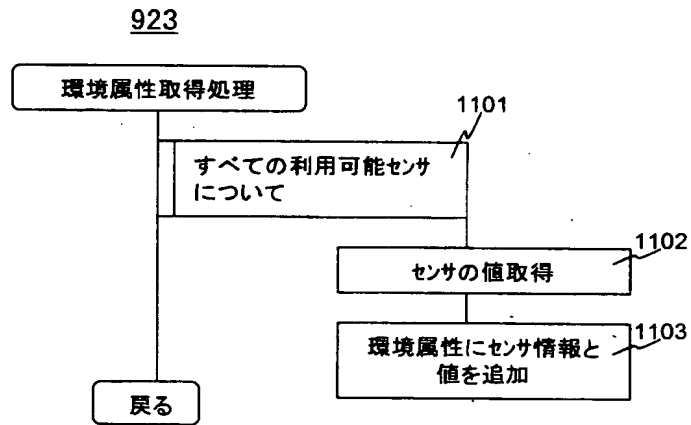 923
環境属性取得処理
1101
すべての利用可能センサ
について
1102
センサの値取得
1103
環境属性にセンサ情報と
値を追加
戻る